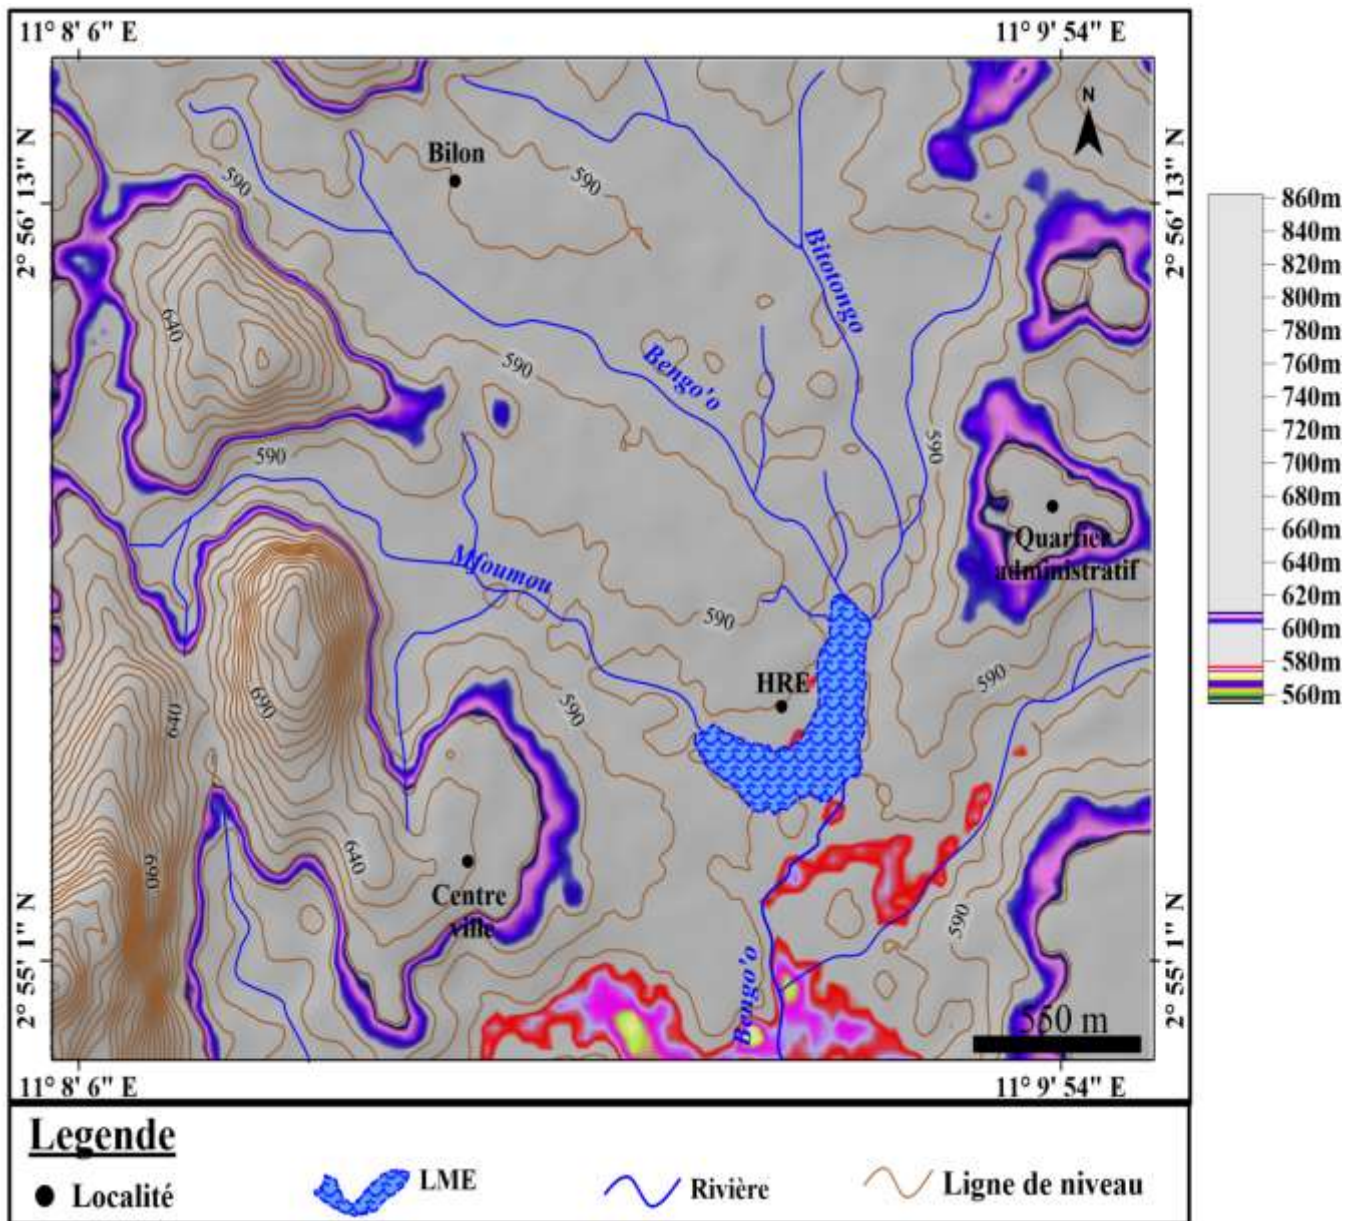 11° 8' 6" E
11° 9' 54" E
N
2° 56' 13" N
2° 56' 13" N
Bilon
590
590
Bitotongo
640
590
Bengo'o
590
590
Quartier
administratif
Mfoumou
590
590
HRE
590
640
690
640
690
Centre
ville
590
Bengo'o
2° 55' 1" N
2° 55' 1" N
550 m
11° 8' 6" E
11° 9' 54" E
860m
840m
820m
800m
780m
760m
740m
720m
700m
680m
660m
640m
620m
600m
580m
560m
Legende
Localité
LME
Rivière
Ligne de niveau